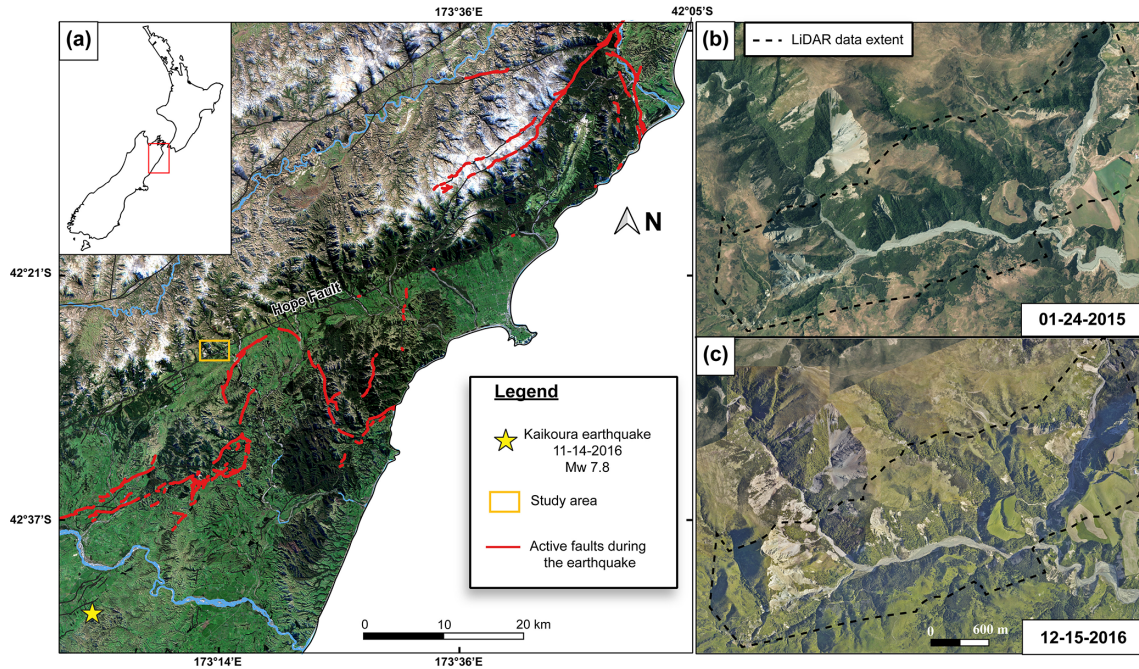 173°36'E
42°05'S
(a)
N
42°21'S
Hope Fault
42°37'S
Legend
Kaikoura earthquake
11-14-2016
Mw 7.8
Study area
Active faults during
the earthquake
0 10 20 km
173°14'E
173°36'E
(b)
LiDAR data extent
01-24-2015
(c)
0 600 m
12-15-2016